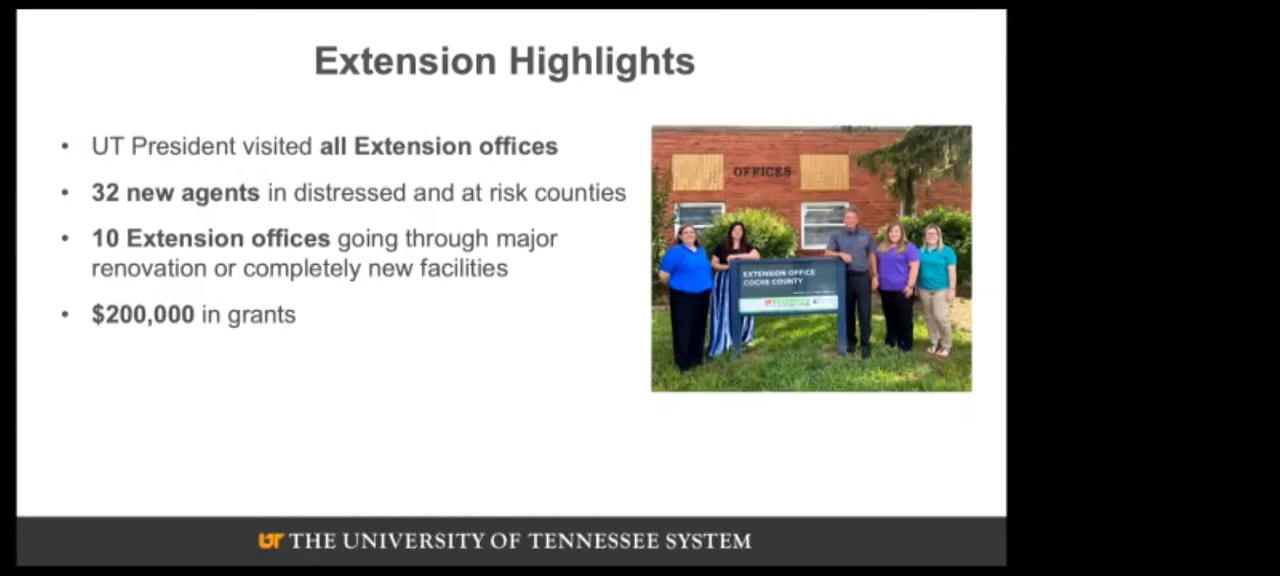 Extension Highlights
• UT President visited all Extension offices
• 32 new agents in distressed and at risk counties
• 10 Extension offices going through major
renovation or completely new facilities
• $200,000 in grants
OFFICES
EXTENSION OFFICE
COCKE COUNTY
UT THE UNIVERSITY OF TENNESSEE SYSTEM